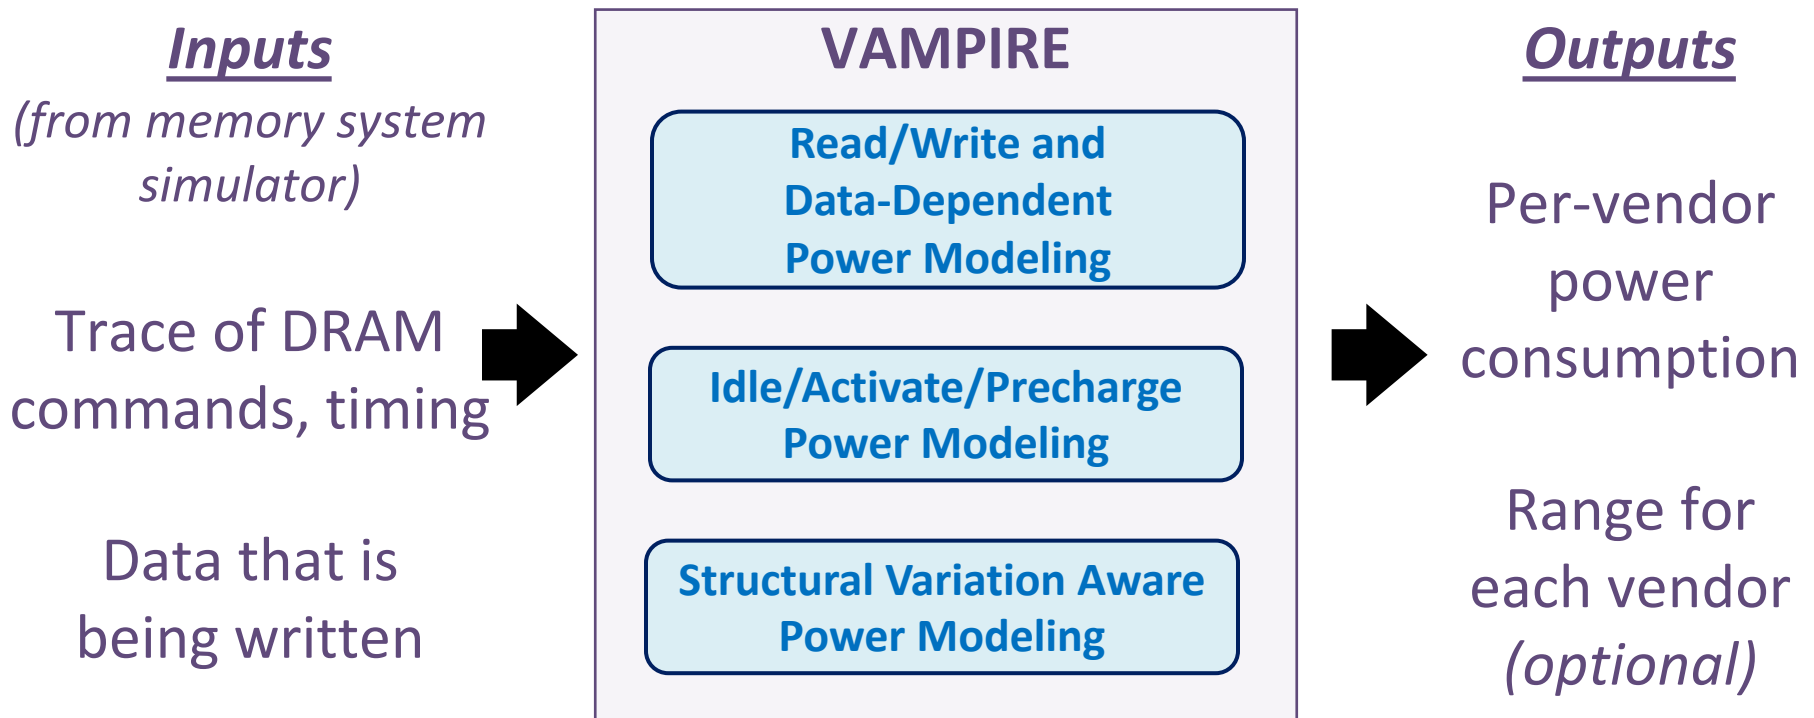 Inputs
(from memory system
simulator)
Trace of DRAM
commands, timing
Data that is
being written
VAMPIRE
Read/Write and
Data-Dependent
Power Modeling
Idle/Activate/Precharge
Power Modeling
Structural Variation Aware
Power Modeling
Outputs
Per-vendor
power
consumption
Range for
each vendor
(optional)